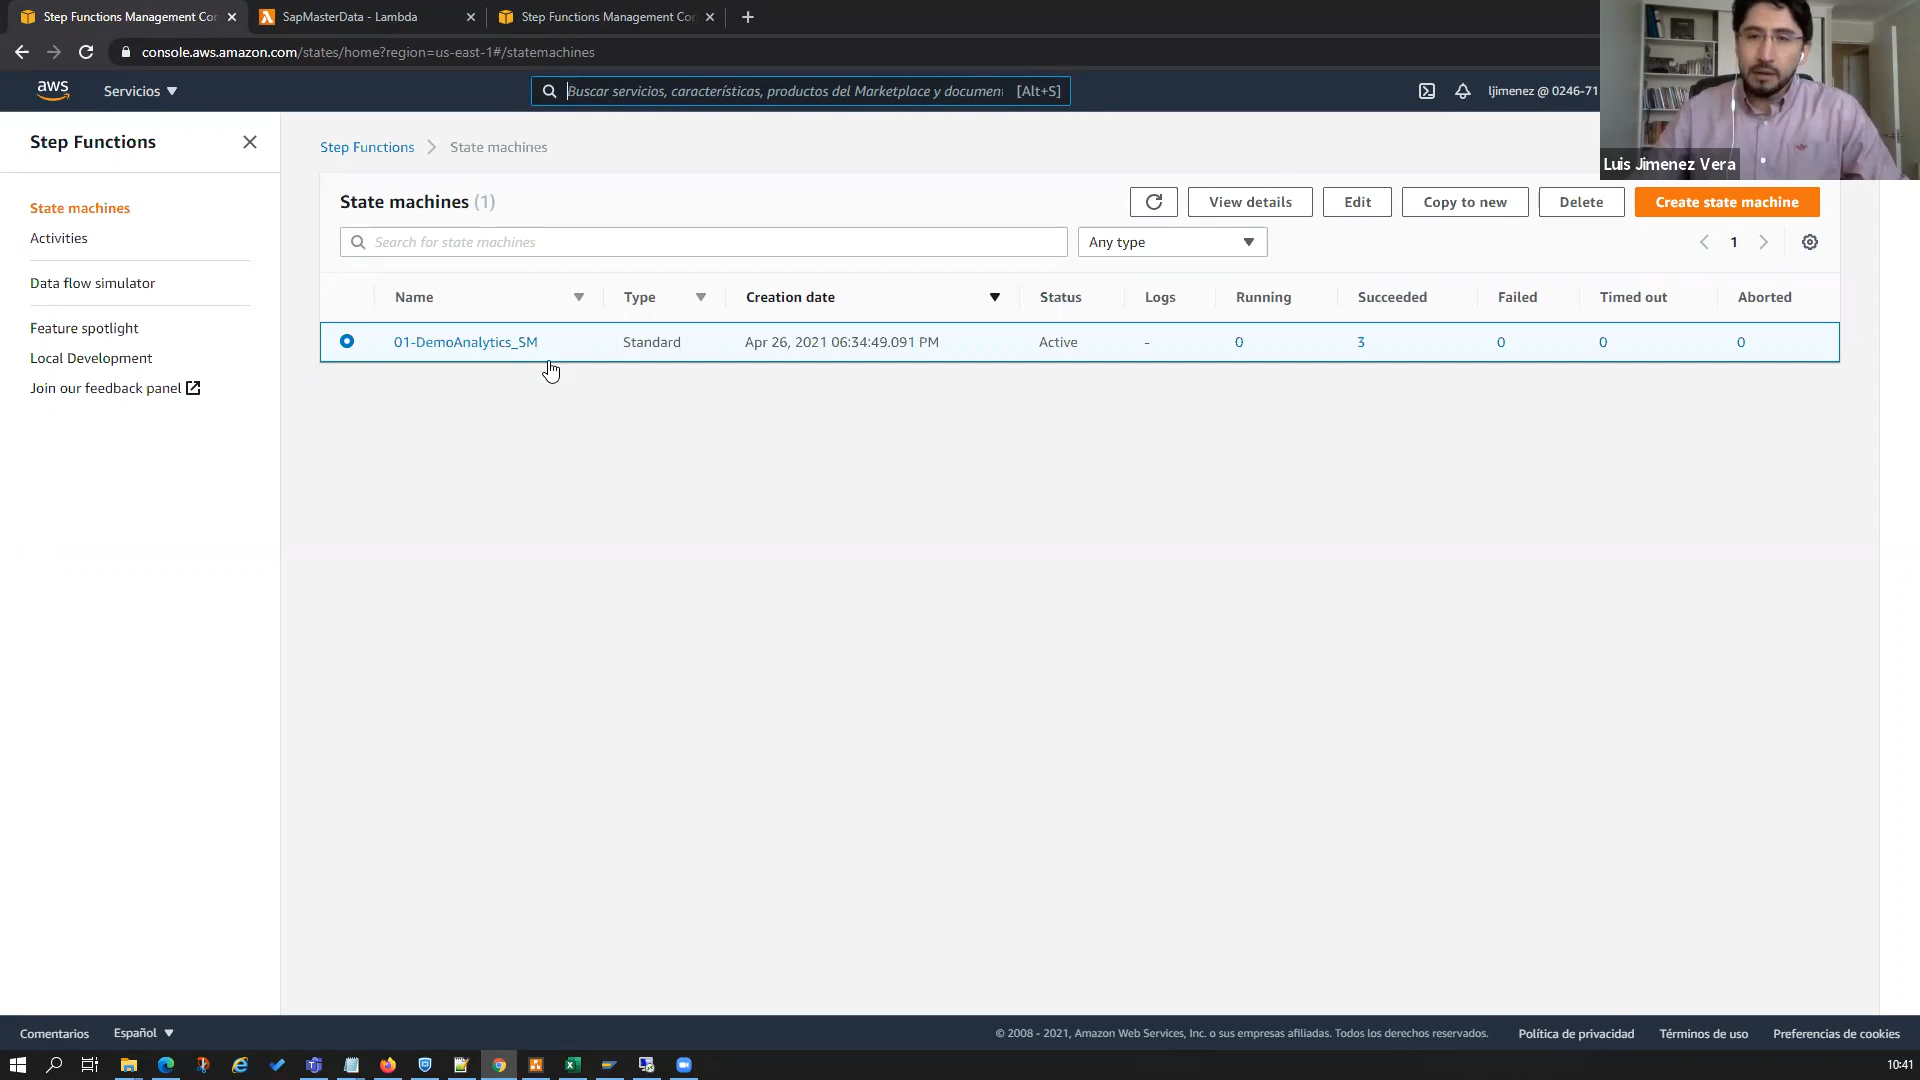 Step Functions Management Con
SapMasterData - Lambda
Step Functions Management Con
console.aws.amazon.com/states/home?region=us-east-1#/statemachines
aws
Servicios
Buscar servicios, características, productos del Marketplace y documen
[Alt+S]
ljimenez @ 0246-71
Luis Jimenez Vera
Step Functions
State machines
Activities
Data flow simulator
Feature spotlight
Local Development
Join our feedback panel
Step Functions
State machines
State machines (1)
View details
Edit
Copy to new
Delete
Create state machine
Search for state machines
Any type
1
Name
Type
Creation date
Status
Logs
Running
Succeeded
Failed
Timed out
Aborted
01-DemoAnalytics_SM
Standard
Apr 26, 2021 06:34:49.091 PM
Active
-
0
3
0
0
0
Comentarios
Español
© 2008 - 2021, Amazon Web Services, Inc. o sus empresas afiliadas. Todos los derechos reservados.
Política de privacidad
Términos de uso
Preferencias de cookies
10:41